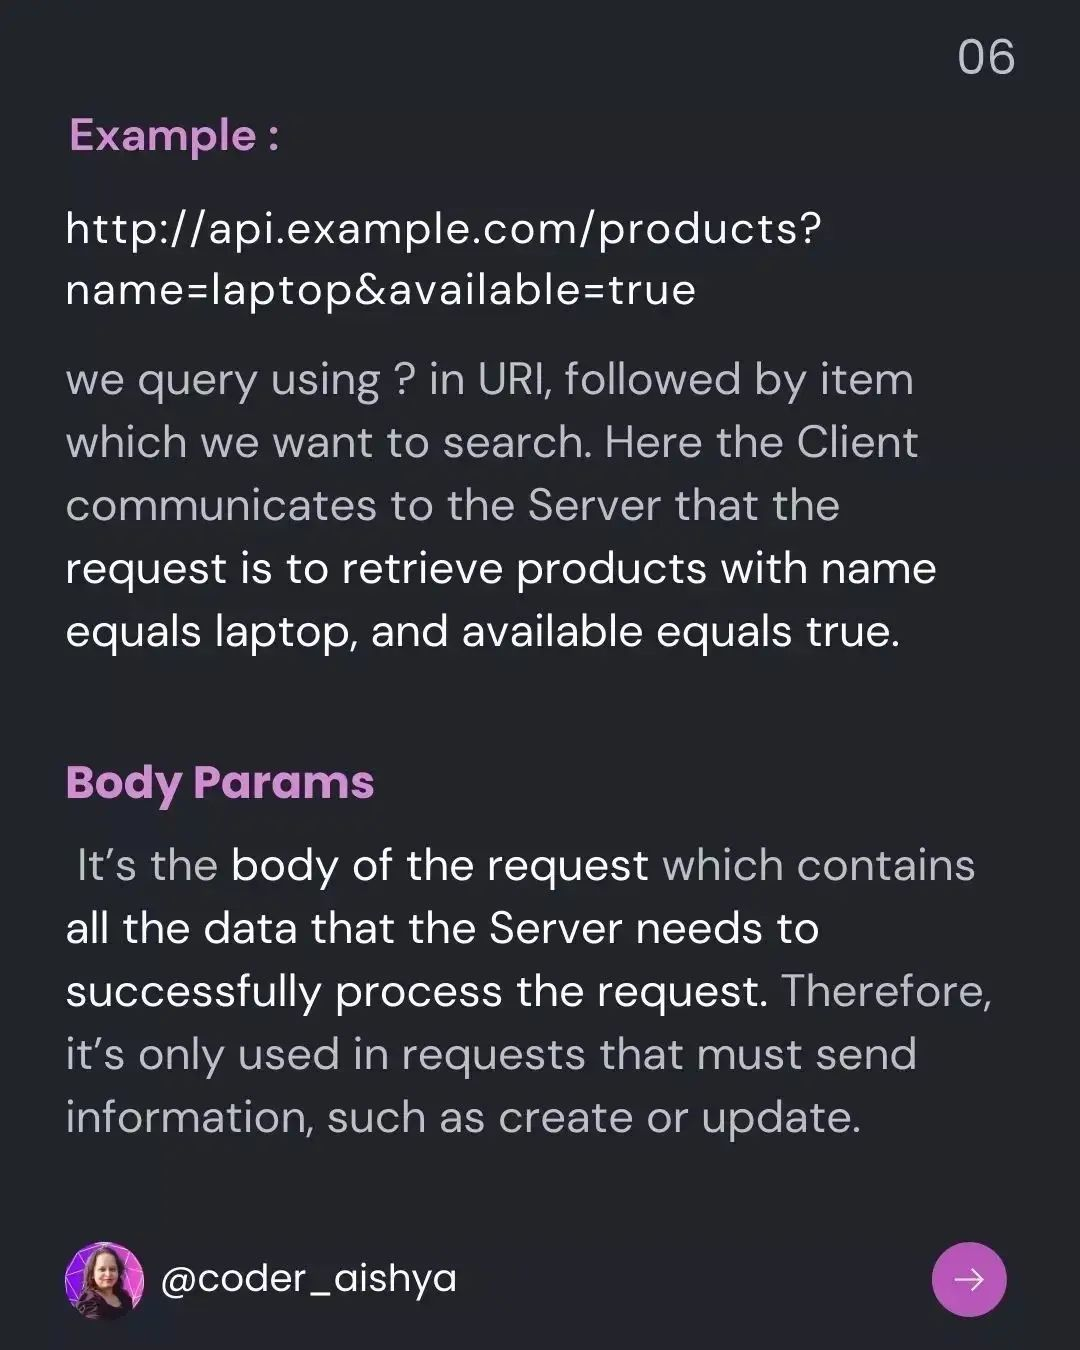 06
Example :
http://api.example.com/products?
name=laptop&available=true
we query using ? in URI, followed by item
which we want to search. Here the Client
communicates to the Server that the
request is to retrieve products with name
equals laptop, and available equals true.
Body Params
It’s the body of the request which contains
all the data that the Server needs to
successfully process the request. Therefore,
it’s only used in requests that must send
information, such as create or update.
@coder_aishya